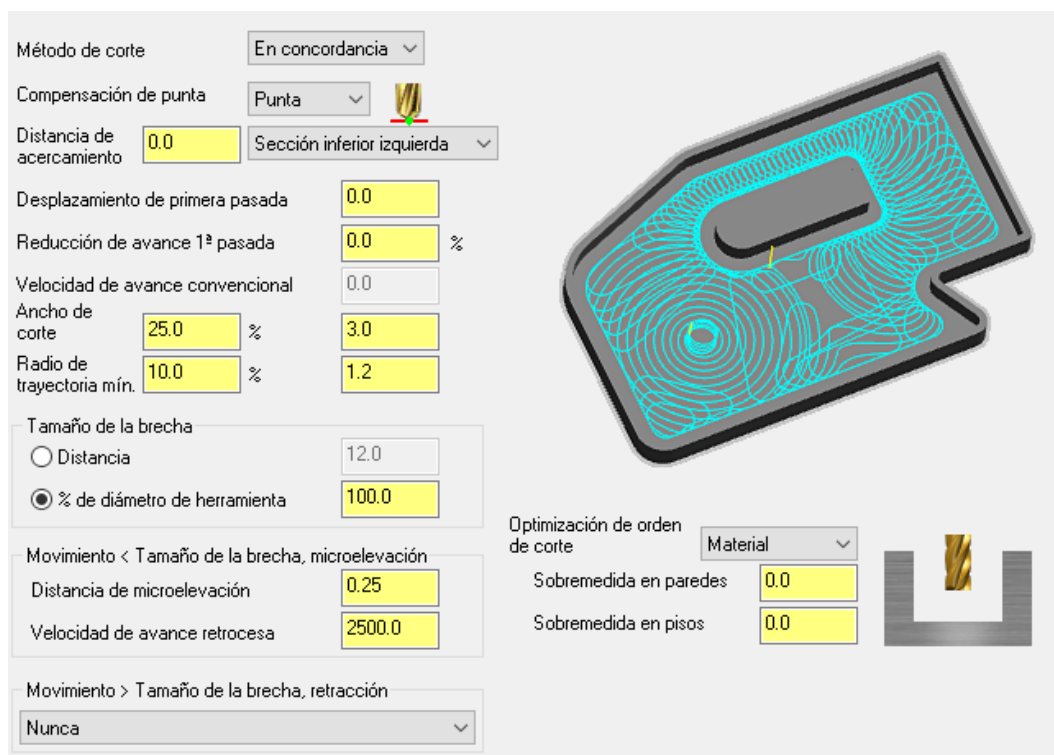 Método de corte En concordancia
Compensación de punta Punta
Distancia de
acercamiento 0.0 Sección inferior izquierda
Desplazamiento de primera pasada 0.0
Reducción de avance 1ª pasada 0.0 %
Velocidad de avance convencional 0.0
Ancho de
corte 25.0 % 3.0
Radio de
trayectoria mín. 10.0 % 1.2
Tamaño de la brecha
Distancia 12.0
% de diámetro de herramienta 100.0
Movimiento < Tamaño de la brecha, microelevación
Distancia de microelevación 0.25
Velocidad de avance retrocesa 2500.0
Movimiento > Tamaño de la brecha, retracción
Nunca
Optimización de orden
de corte Material
Sobremedida en paredes 0.0
Sobremedida en pisos 0.0